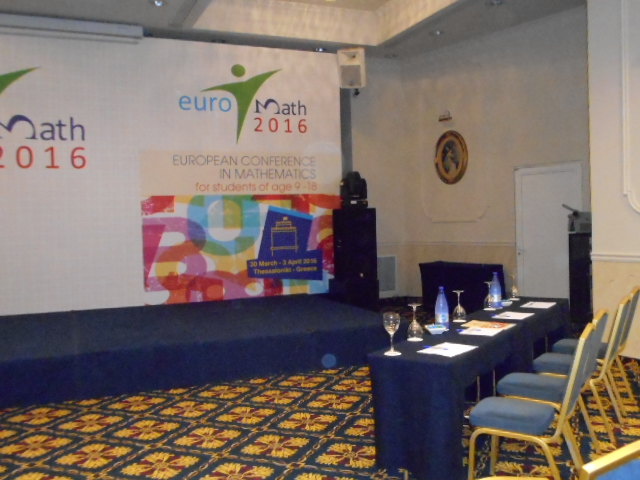 Math
2016
euro Math
2016
EUROPEAN CONFERENCE
IN MATHEMATICS
for students of age 9 -18
30 March - 3 April 2016
Thessaloniki - Greece